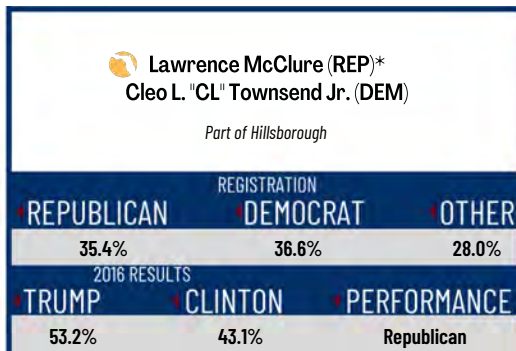 Lawrence McClure (REP)*
Cleo L. "CL" Townsend Jr. (DEM)
Part of Hillsborough
REGISTRATION
REPUBLICAN DEMOCRAT OTHER
35.4% 36.6% 28.0%
2016 RESULTS
TRUMP CLINTON PERFORMANCE
53.2% 43.1% Republican